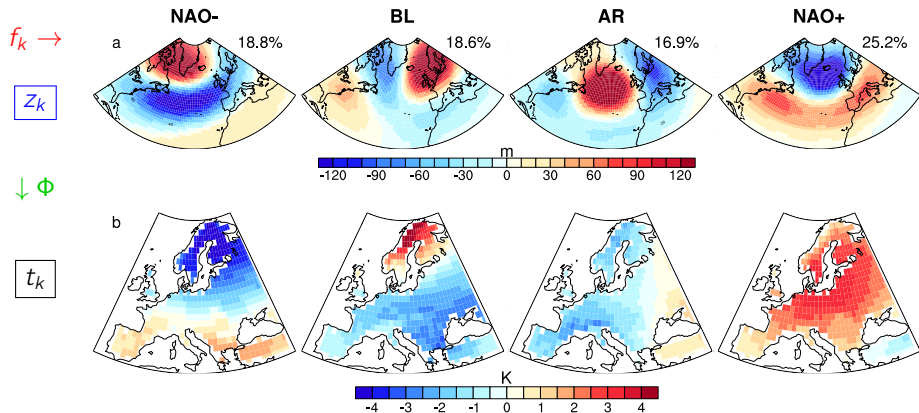 NAO- BL AR NAO+
f_k → a 18.8% 18.6% 16.9% 25.2%
z_k
m
-120 -90 -60 -30 0 30 60 90 120
↓ Φ
b
t_k
K
-4 -3 -2 -1 0 1 2 3 4